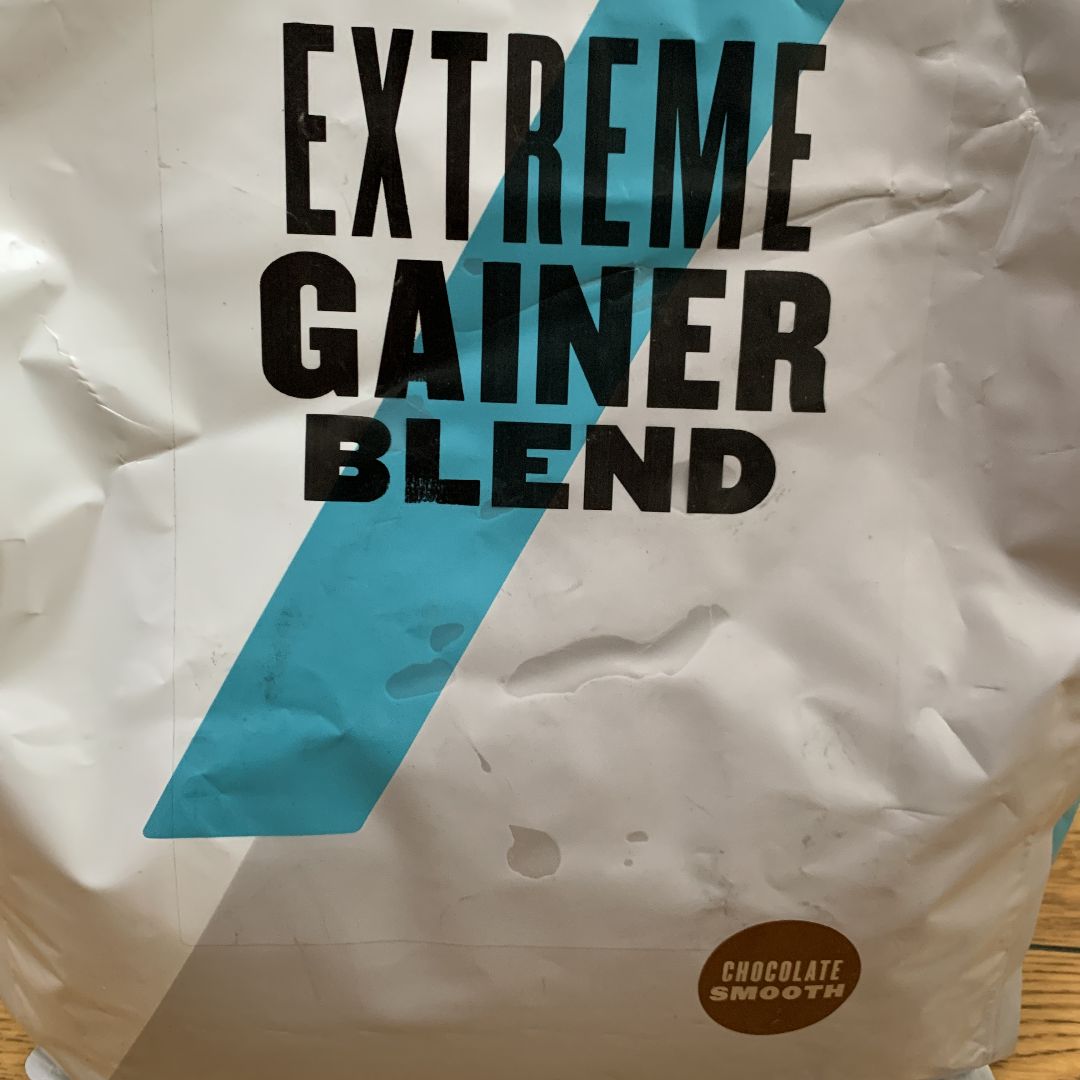 EXTREME
GAINER
BLEND
CHOCOLATE
SMOOTH